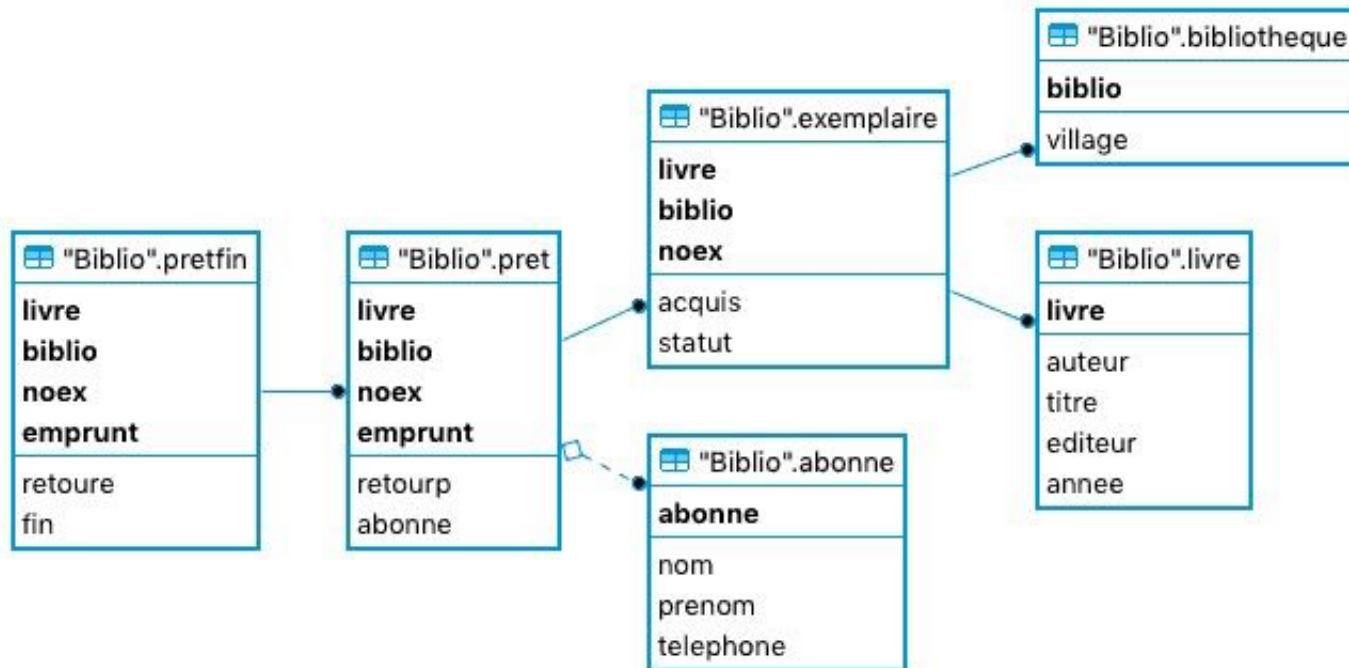 "Biblio".pretfin
livre
biblio
noex
emprunt
retoure
fin
"Biblio".pret
livre
biblio
noex
emprunt
retourp
abonne
"Biblio".exemplaire
livre
biblio
noex
acquis
statut
"Biblio".abonne
abonne
nom
prenom
telephone
"Biblio".bibliotheque
biblio
village
"Biblio".livre
livre
auteur
titre
editeur
annee